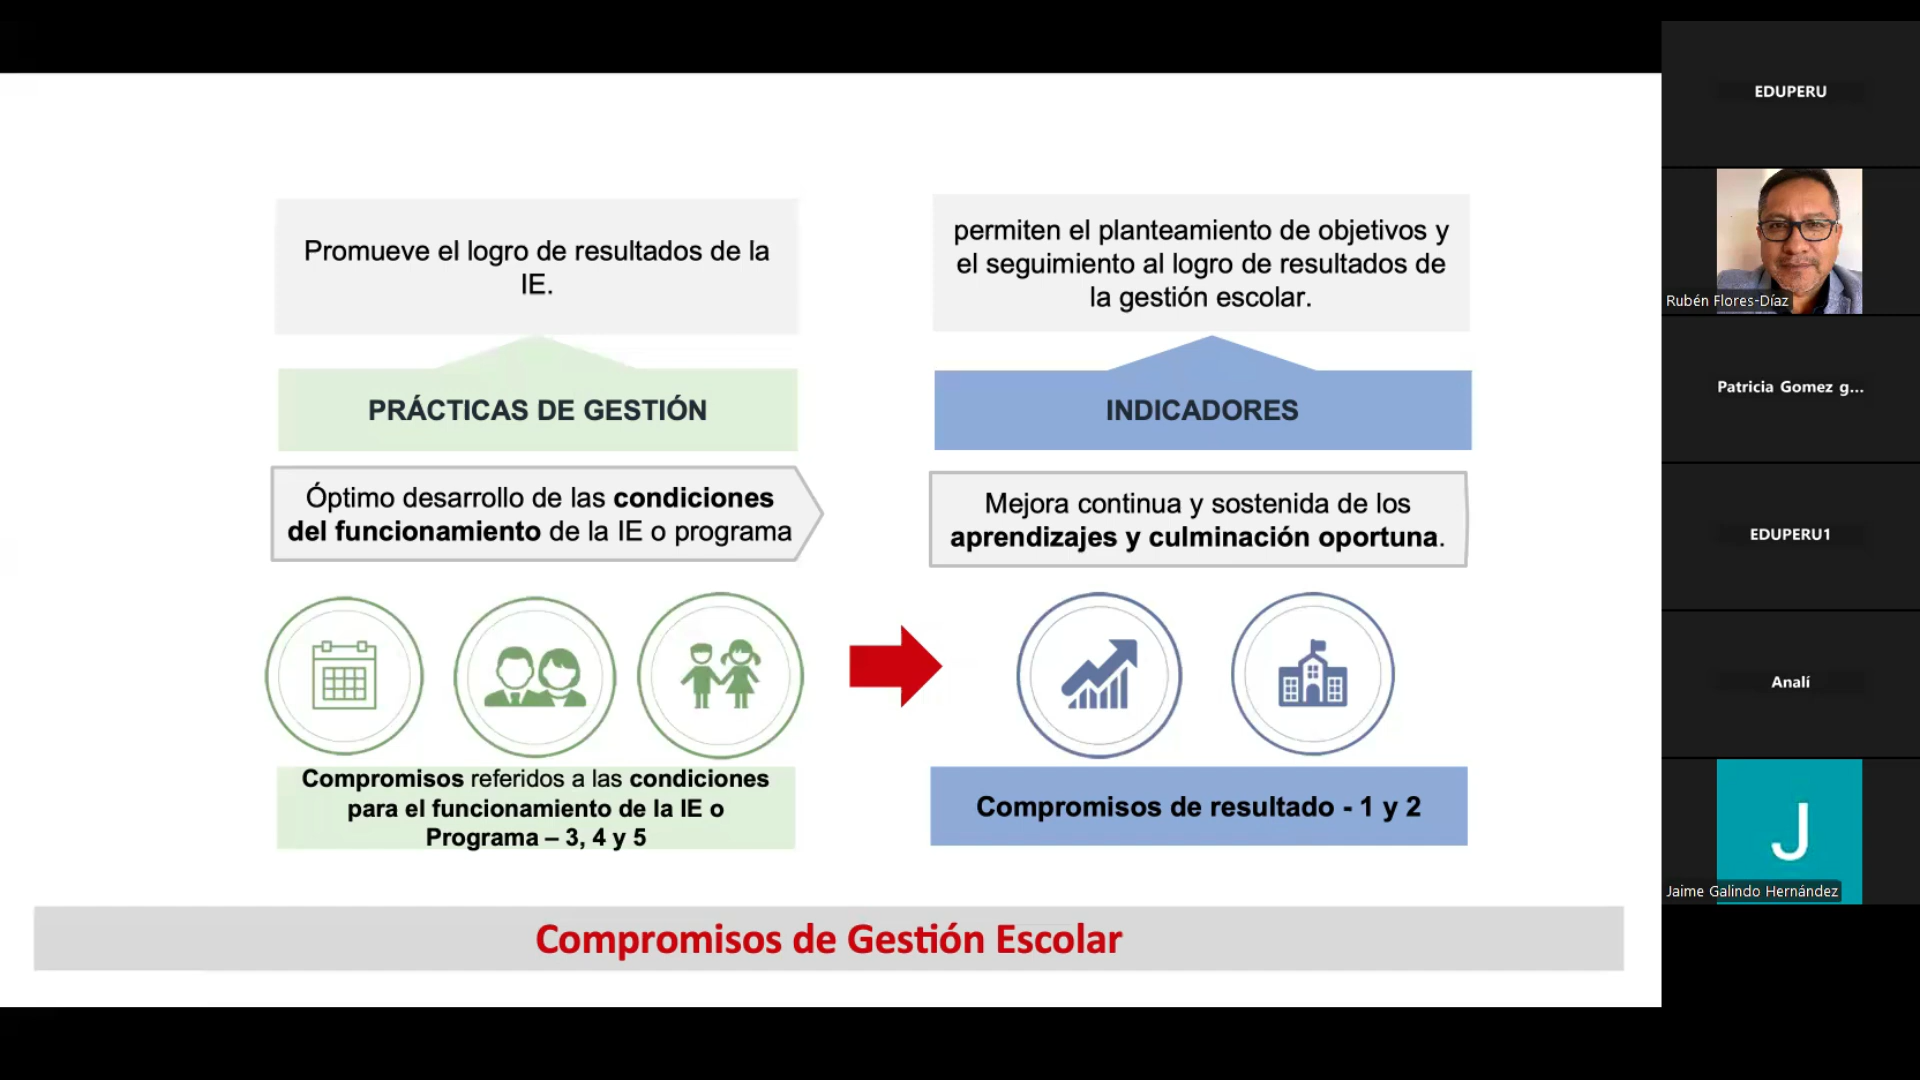 Promueve el logro de resultados de la
IE.
PRÁCTICAS DE GESTIÓN
Óptimo desarrollo de las condiciones
del funcionamiento de la IE o programa
Compromisos referidos a las condiciones
para el funcionamiento de la IE o
Programa – 3, 4 y 5
permiten el planteamiento de objetivos y
el seguimiento al logro de resultados de
la gestión escolar.
INDICADORES
Mejora continua y sostenida de los
aprendizajes y culminación oportuna.
Compromisos de resultado - 1 y 2
Compromisos de Gestión Escolar
EDUPERU
Rubén Flores-Díaz
Patricia Gomez g...
EDUPERU1
Analí
J
Jaime Galindo Hernández